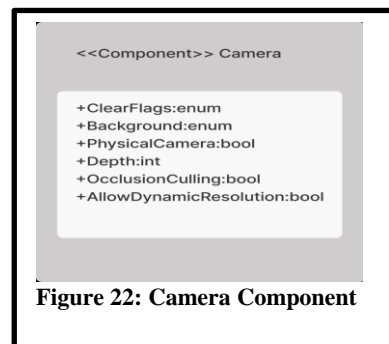 <<Component>> Camera
+ClearFlags:enum
+Background:enum
+PhysicalCamera:bool
+Depth:int
+OcclusionCulling:bool
+AllowDynamicResolution:bool
Figure 22: Camera Component